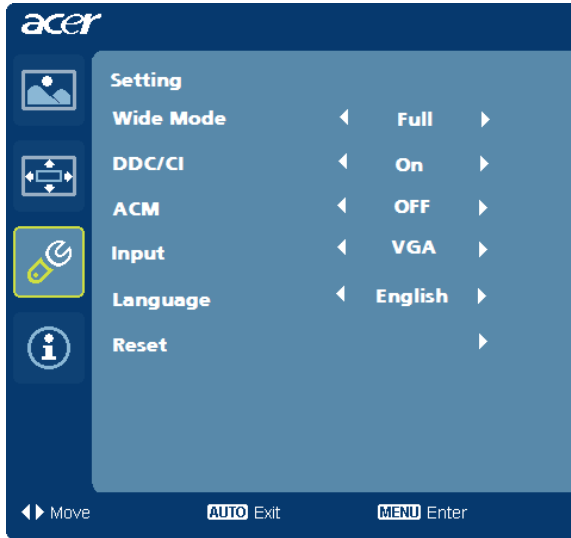 acer
Setting
Wide Mode Full
DDC/CI On
ACM OFF
Input VGA
Language English
Reset
Move AUTO Exit MENU Enter